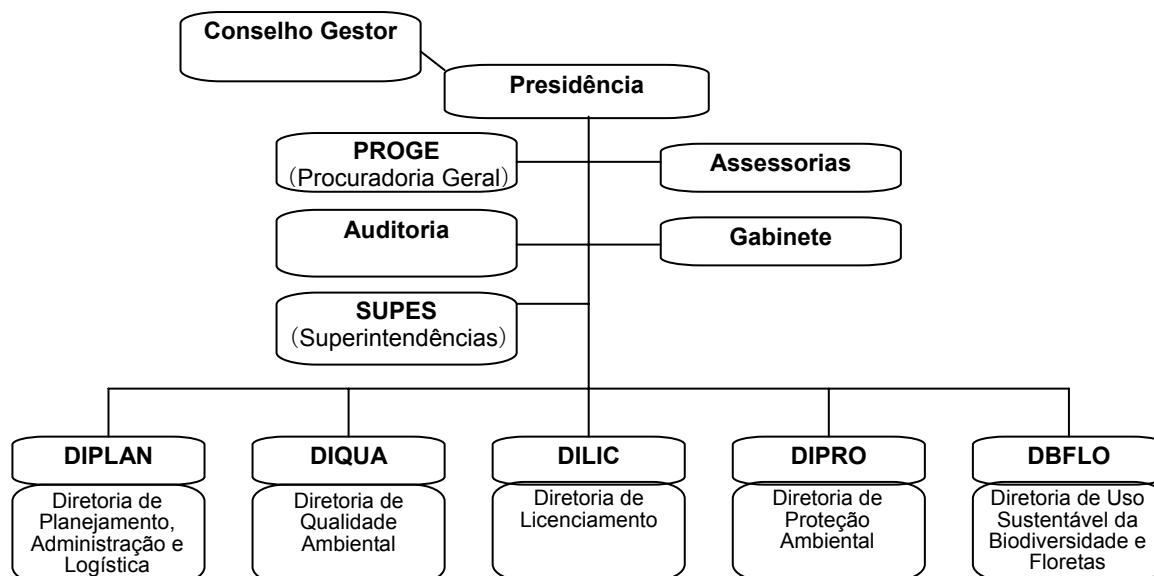 Conselho Gestor
Presidência
PROGE
(Procuradoria Geral)
Assessorias
Auditoria
Gabinete
SUPES
(Superintendências)
DIPLAN
Diretoria de
Planejamento,
Administração e
Logística
DIQUA
Diretoria de
Qualidade
Ambiental
DILIC
Diretoria de
Licenciamento
DIPRO
Diretoria de
Proteção
Ambiental
DBFLO
Diretoria de Uso
Sustentável da
Biodiversidade e
Floretas